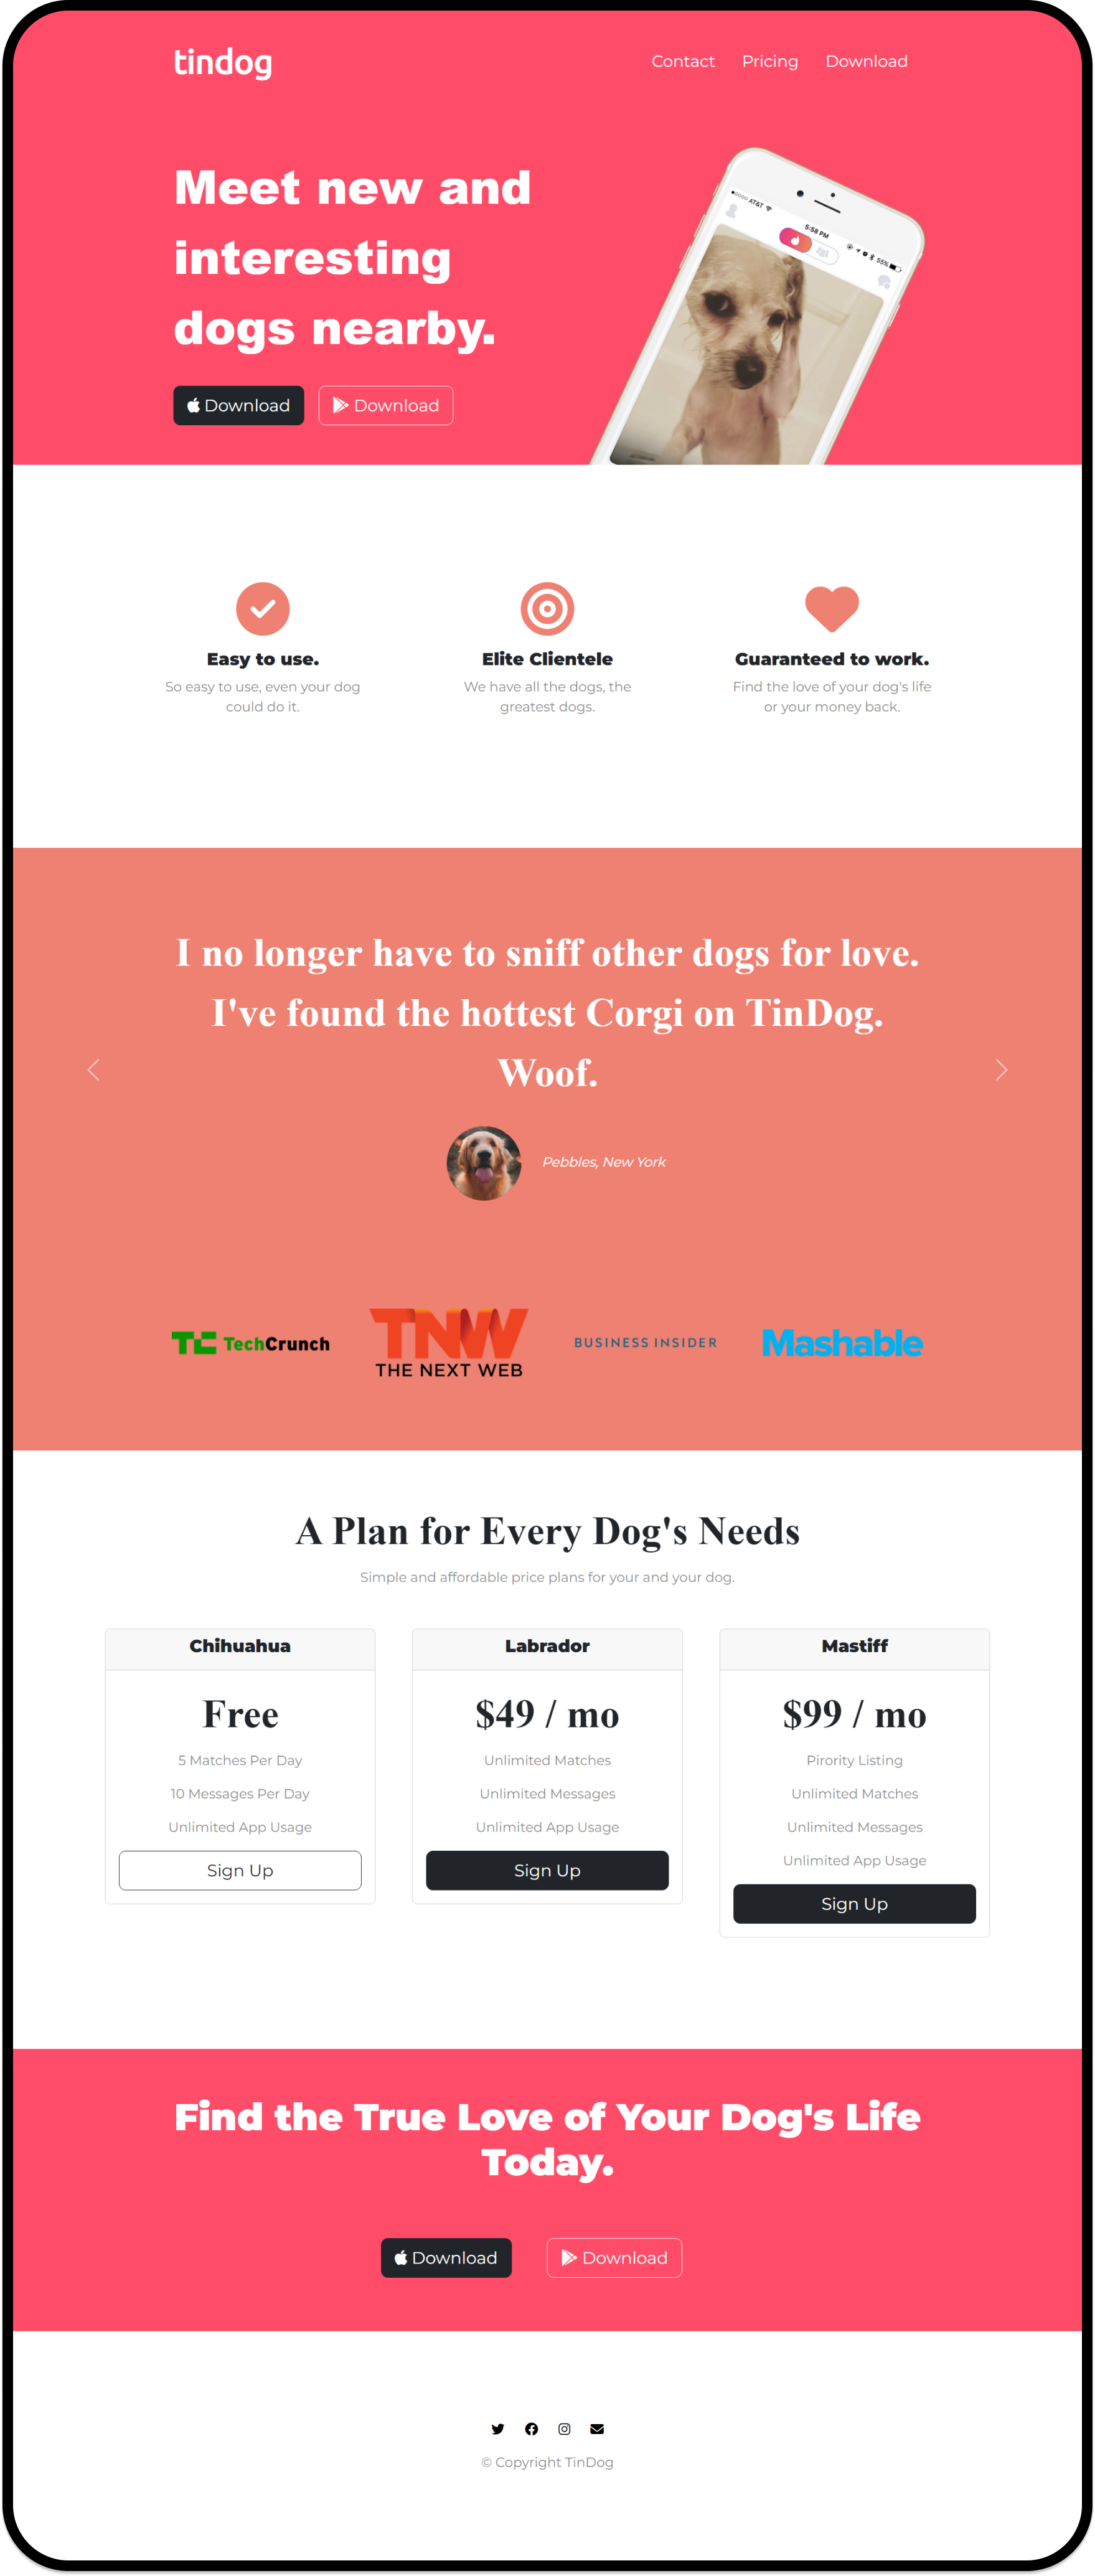 tindog
Contact Pricing Download
Meet new and
interesting
dogs nearby.
Download Download
AT&T 5:58 PM 55%
Easy to use.
So easy to use, even your dog
could do it.
Elite Clientele
We have all the dogs, the
greatest dogs.
Guaranteed to work.
Find the love of your dog's life
or your money back.
I no longer have to sniff other dogs for love.
I've found the hottest Corgi on TinDog.
Woof.
Pebbles, New York
TC TechCrunch
TNW
THE NEXT WEB
BUSINESS INSIDER
Mashable
A Plan for Every Dog's Needs
Simple and affordable price plans for your and your dog.
Chihuahua
Free
5 Matches Per Day
10 Messages Per Day
Unlimited App Usage
Sign Up
Labrador
$49 / mo
Unlimited Matches
Unlimited Messages
Unlimited App Usage
Sign Up
Mastiff
$99 / mo
Pirority Listing
Unlimited Matches
Unlimited Messages
Unlimited App Usage
Sign Up
Find the True Love of Your Dog's Life
Today.
Download Download
© Copyright TinDog